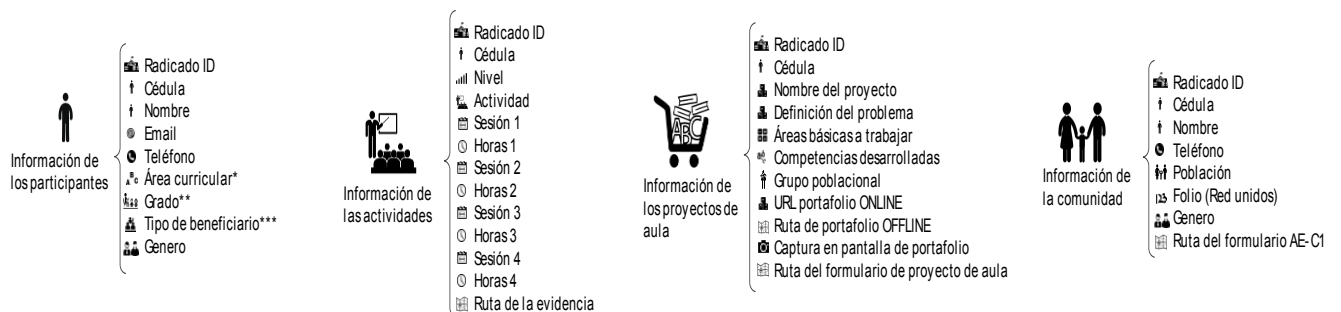 Información de
los participantes
Radicado ID
Cédula
Nombre
Email
Teléfono
Área curricular*
Grado**
Tipo de beneficiario***
Genero
Información de
las actividades
Radicado ID
Cédula
Nivel
Actividad
Sesión 1
Horas 1
Sesión 2
Horas 2
Sesión 3
Horas 3
Sesión 4
Horas 4
Ruta de la evidencia
ABC
Información de
los proyectos de
aula
Radicado ID
Cédula
Nombre del proyecto
Definición del problema
Áreas básicas a trabajar
Competencias desarrolladas
Grupo poblacional
URL portafolio ONLINE
Ruta de portafolio OFFLINE
Captura en pantalla de portafolio
Ruta del formulario de proyecto de aula
Información de
la comunidad
Radicado ID
Cédula
Nombre
Teléfono
Población
Folio (Red unidos)
Genero
Ruta del formulario AE-C1